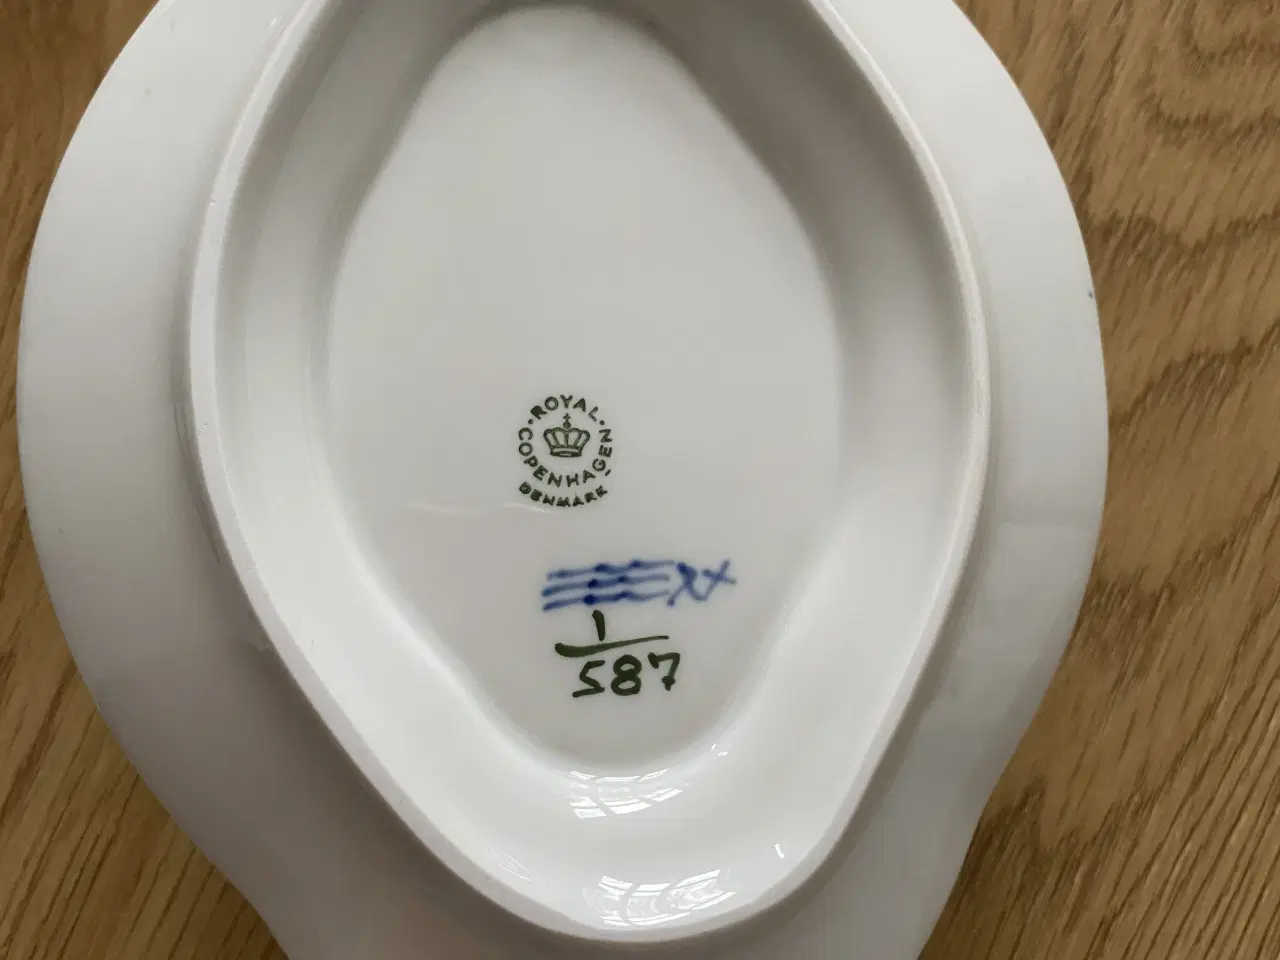 ROYAL
COPENHAGEN
DENMARK
1
587